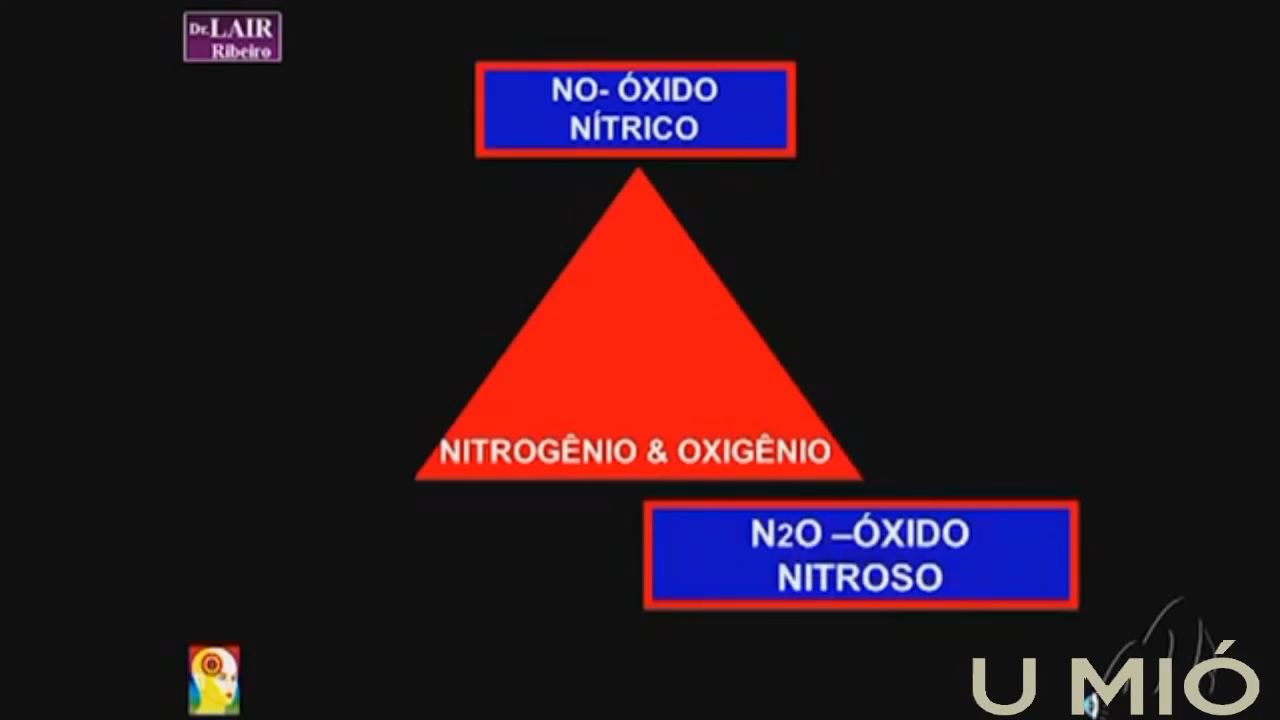 Dr. LAIR
Ribeiro
NO- ÓXIDO
NÍTRICO
NITROGÊNIO & OXIGÊNIO
N2O –ÓXIDO
NITROSO
U MIÓ